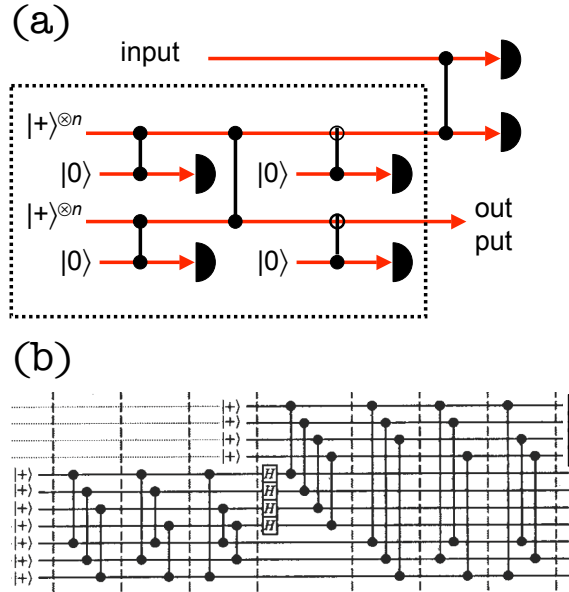 (a)
input
|+⟩⊗n
|0⟩ |0⟩
|+⟩⊗n
out
put
|0⟩ |0⟩
(b)
|+⟩
|+⟩
|+⟩
|+⟩
|+⟩ H
|+⟩ H
|+⟩ H
|+⟩ H
|+⟩
|+⟩
|+⟩